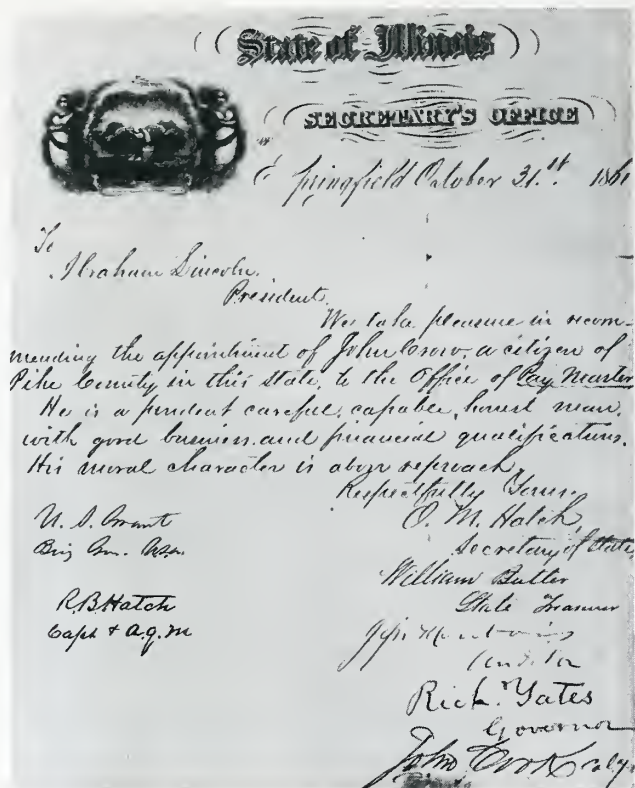 State of Illinois
SECRETARY'S OFFICE
Springfield October 31st. 1861
To
Abraham Lincoln.
President.
We take pleasure in recom-
mending the appointment of John Crow, a citizen of
Pike County in this State, to the Office of Pay Master
He is a prudent careful, capable, honest man.
with good business and financial qualifications.
His moral character is above reproach.
Respectfully Yours.
O. M. Hatch,
Secretary of State
William Butler
State Treasurer
Auditor
Rich. Yates
Governor
John Cook
U. S. Grant
Brig Gen. USA.
R. B Hatch
Capt & A.Q.M